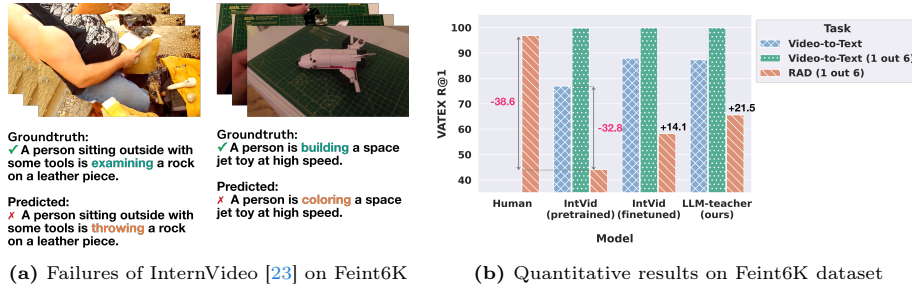 Groundtruth:
✓ A person sitting outside with
some tools is examining a rock
on a leather piece.
Predicted:
✗ A person sitting outside with
some tools is throwing a rock
on a leather piece.
Groundtruth:
✓ A person is building a space
jet toy at high speed.
Predicted:
✗ A person is coloring a space
jet toy at high speed.
(a) Failures of InternVideo [23] on Feint6K
VATEX R@1
100
90
80
70
60
50
40
-38.6
-32.8
+14.1
+21.5
Human
IntVid
(pretrained)
IntVid
(finetuned)
LLM-teacher
(ours)
Model
Task
Video-to-Text
Video-to-Text (1 out 6)
RAD (1 out 6)
(b) Quantitative results on Feint6K dataset